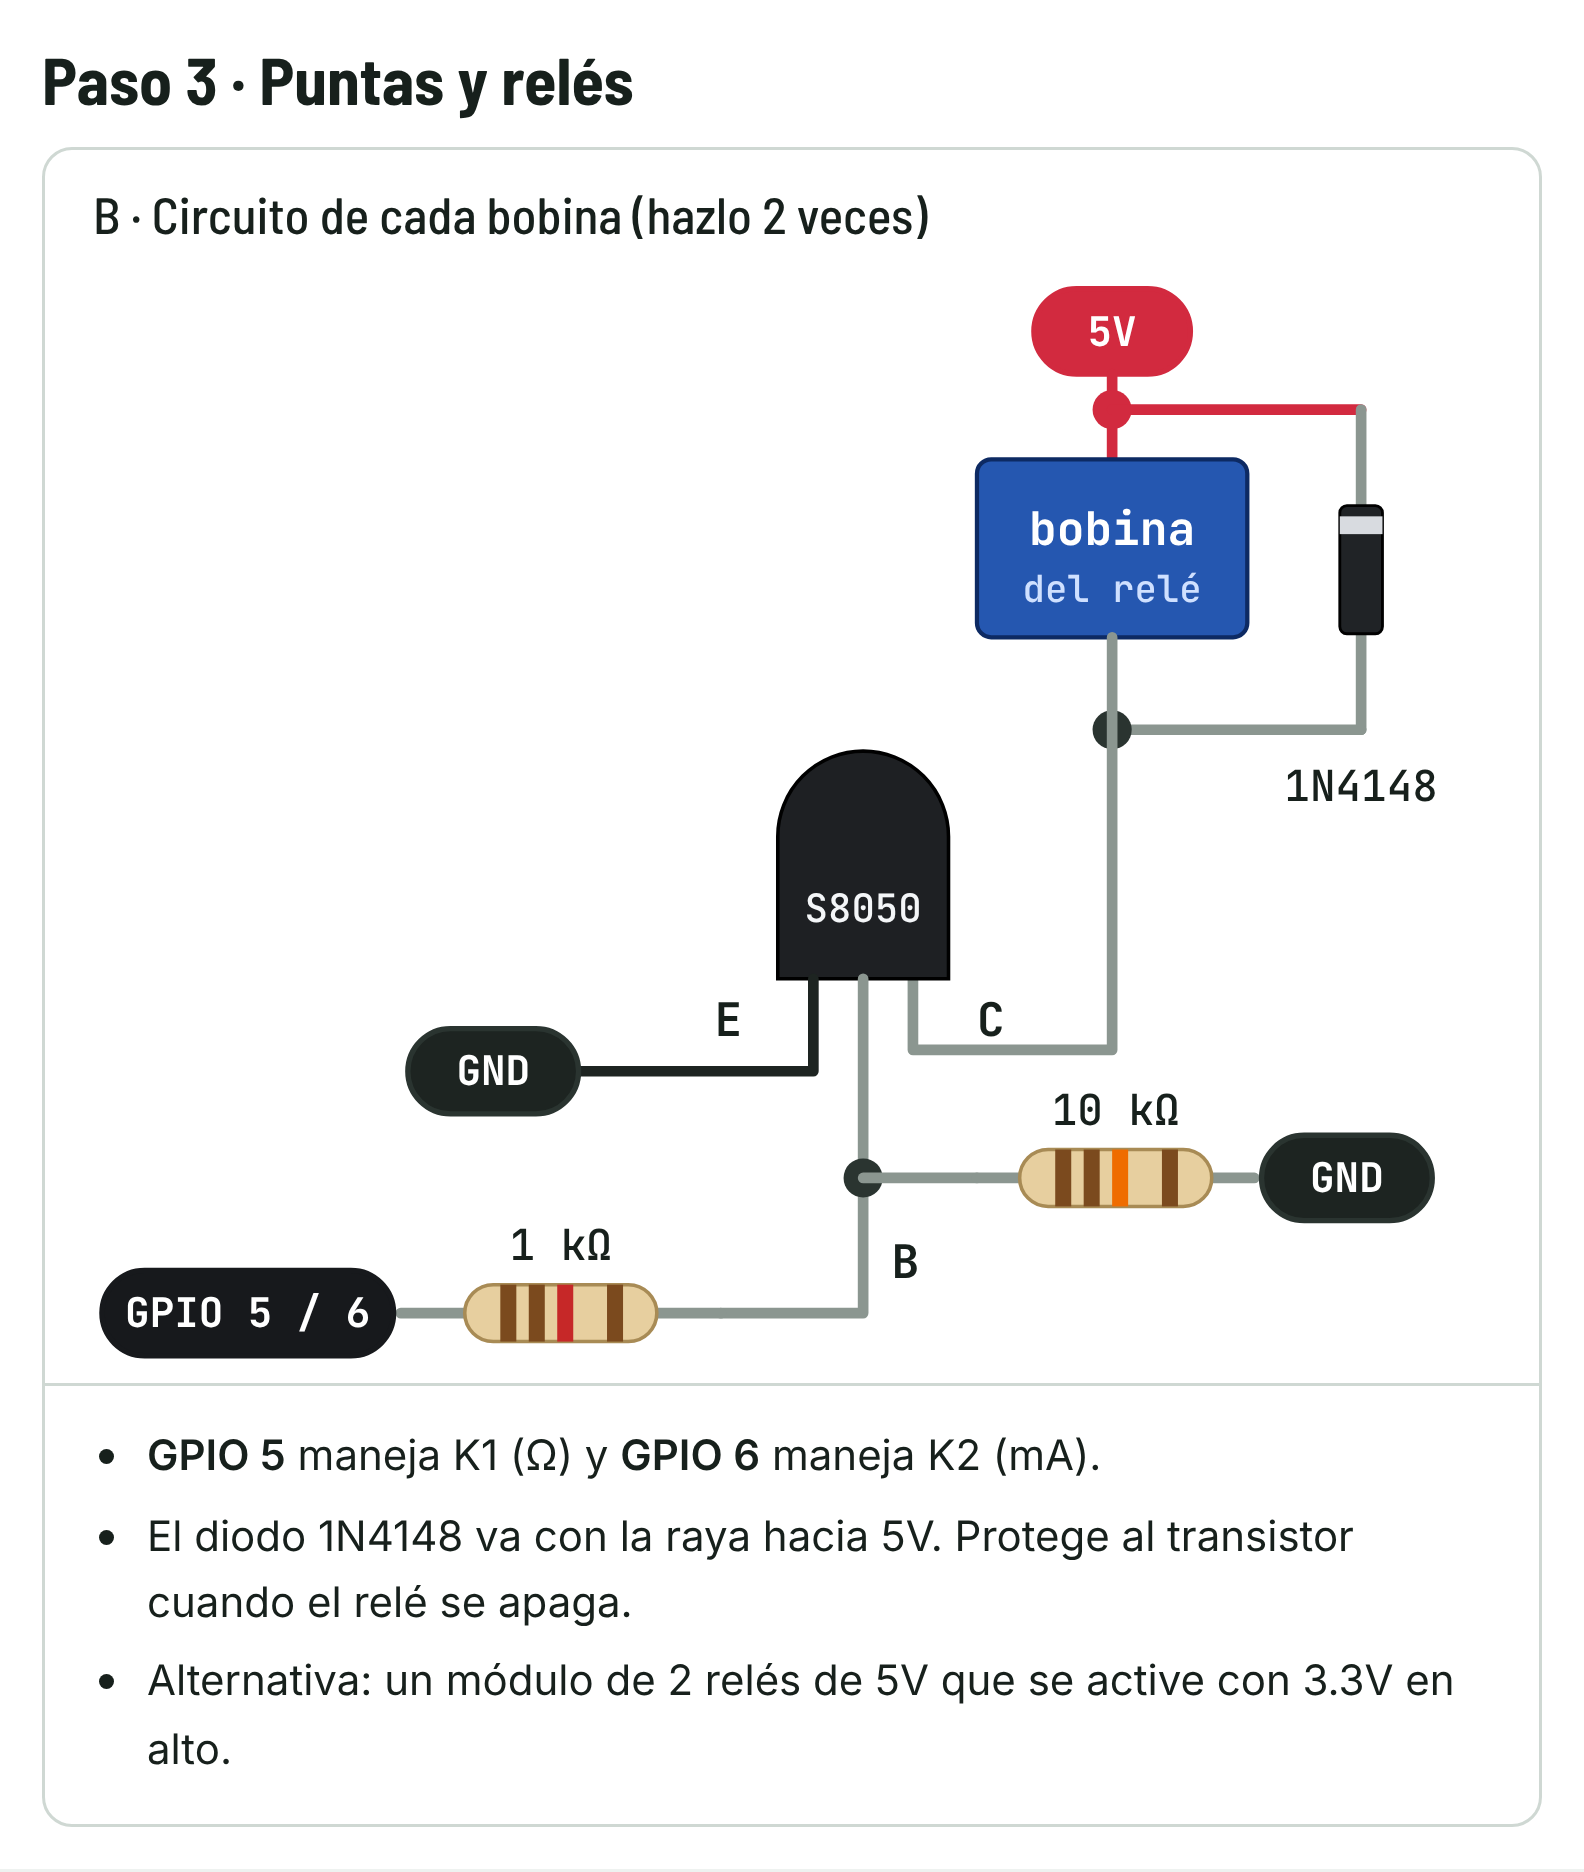 Paso 3 · Puntas y relés
B · Circuito de cada bobina (hazlo 2 veces)
5V
bobina
del relé
1N4148
S8050
E
C
GND
10 kΩ
GND
1 kΩ
B
GPIO 5 / 6
• GPIO 5 maneja K1 (Ω) y GPIO 6 maneja K2 (mA).
• El diodo 1N4148 va con la raya hacia 5V. Protege al transistor
cuando el relé se apaga.
• Alternativa: un módulo de 2 relés de 5V que se active con 3.3V en
alto.